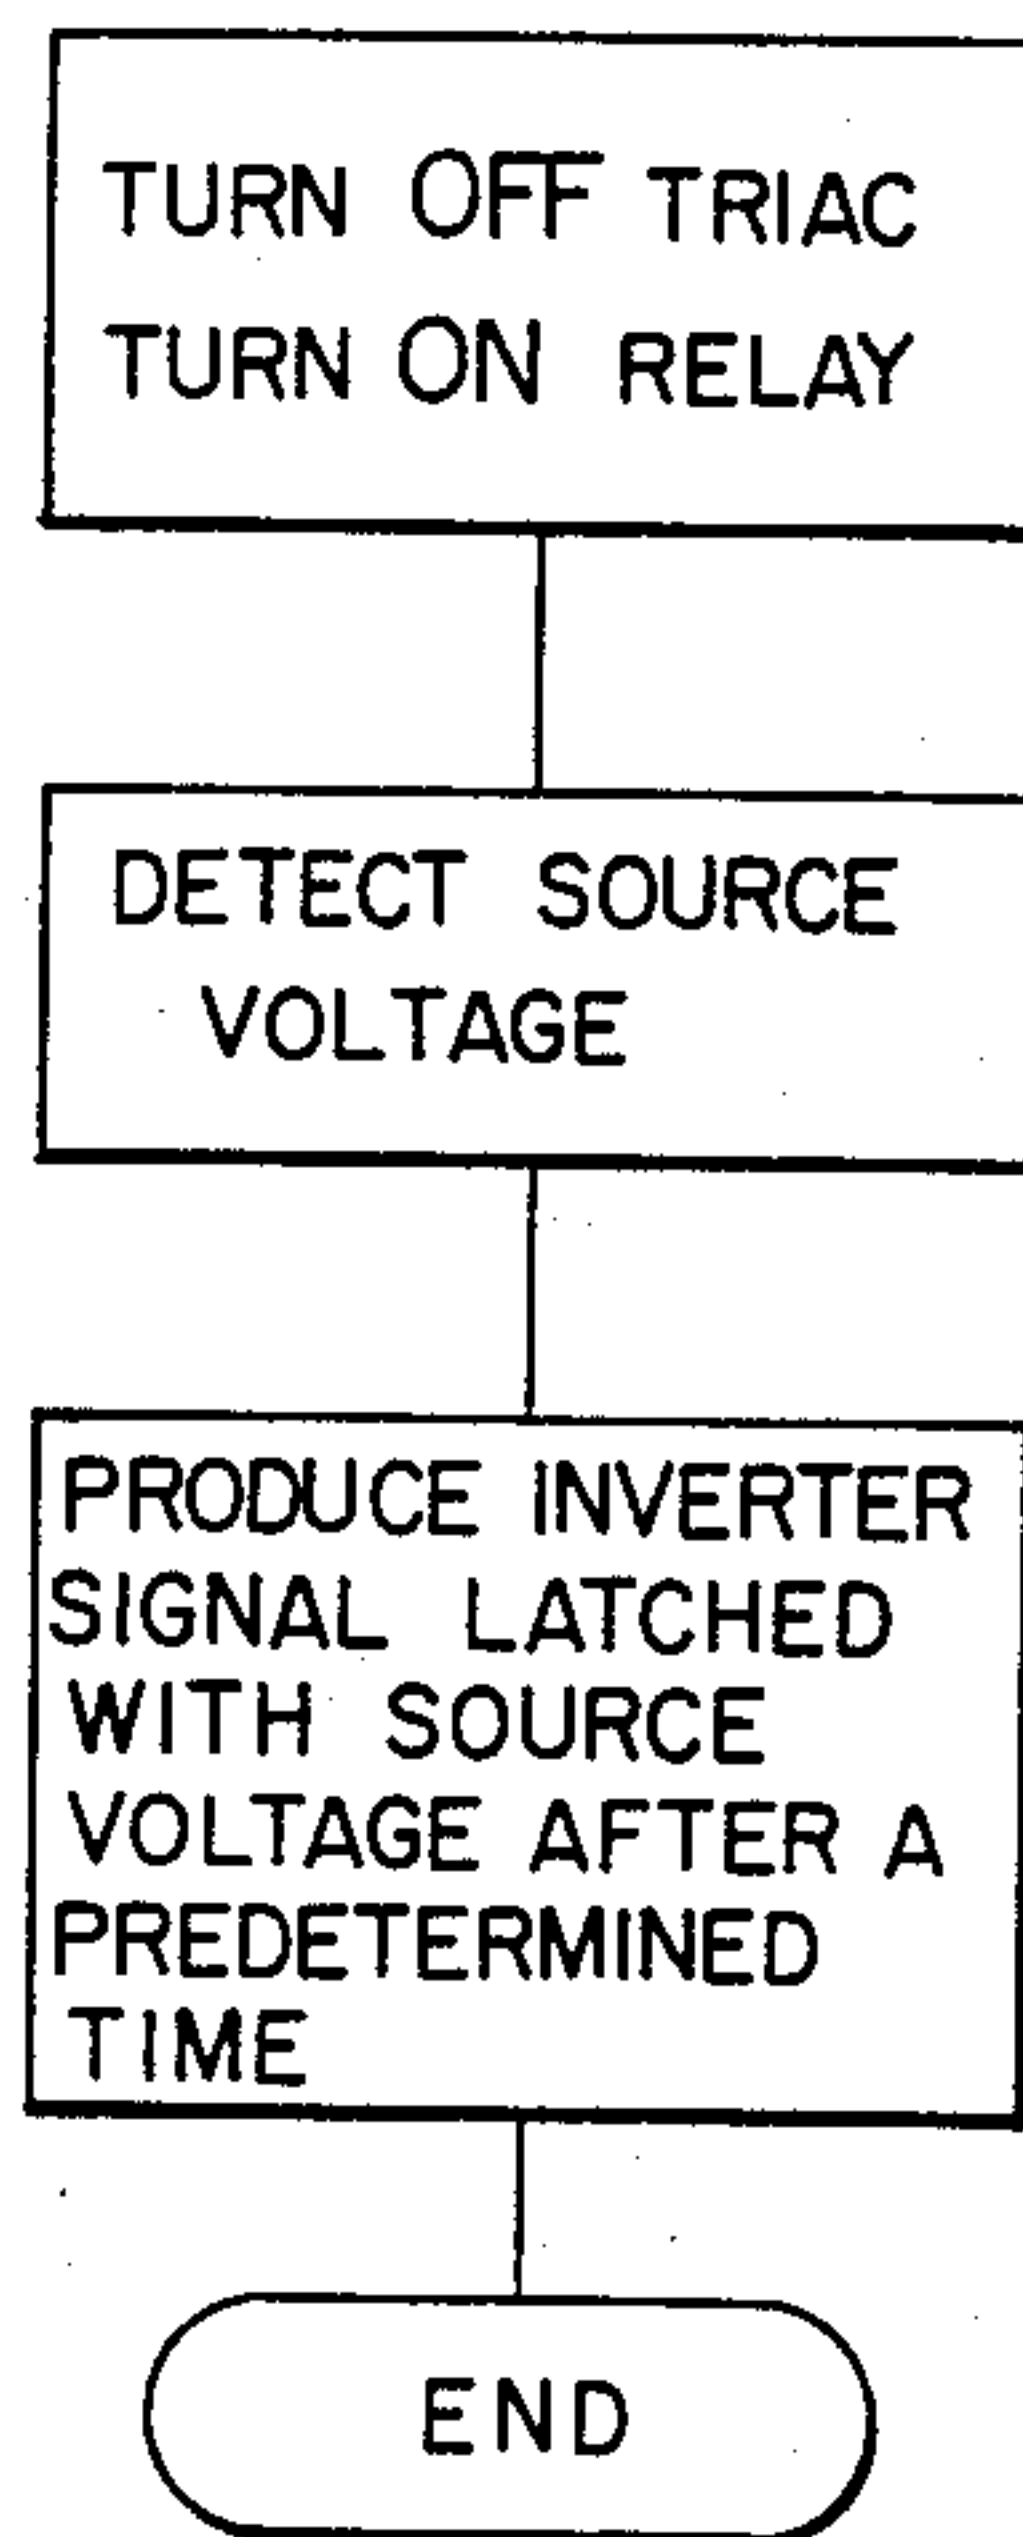 TURN OFF TRIAC
TURN ON RELAY
DETECT SOURCE
VOLTAGE
PRODUCE INVERTER
SIGNAL LATCHED
WITH SOURCE
VOLTAGE AFTER A
PREDETERMINED
TIME
END